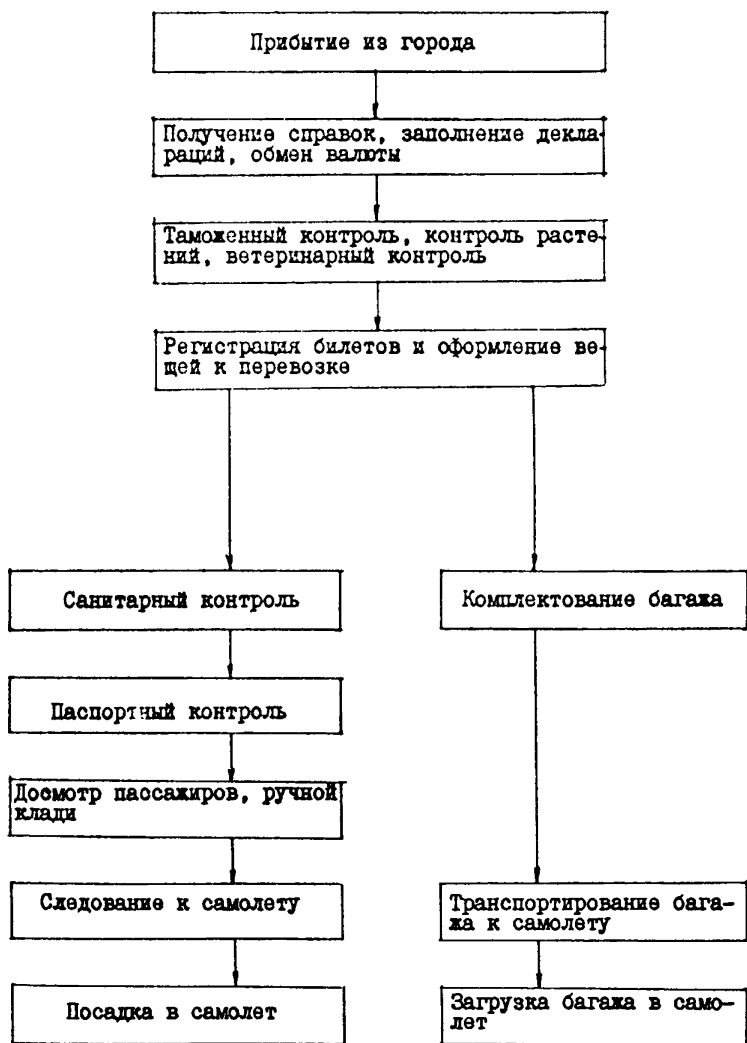 Прибытие из города
Получение справок, заполнение декла-
раций, обмен валюты
Таможенный контроль, контроль расте-
ний, ветеринарный контроль
Регистрация билетов и оформление ве-
щей к перевозке
Санитарный контроль
Комплектование багажа
Паспортный контроль
Досмотр пассажиров, ручной
клади
Следование к самолету
Транспортирование бага-
жа к самолету
Посадка в самолет
Загрузка багажа в само-
лет